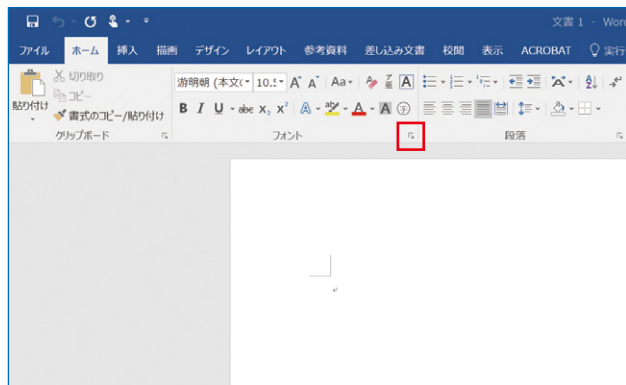 文書 1 - Word
ファイル ホーム 挿入 描画 デザイン レイアウト 参考資料 差し込み文書 校閲 表示 ACROBAT 実行
貼り付け
切り取り
コピー
書式のコピー/貼り付け
クリップボード
游明朝 (本文( 10.5 A A Aa
B I U abc X₂ X² A aby A A 字
フォント
段落